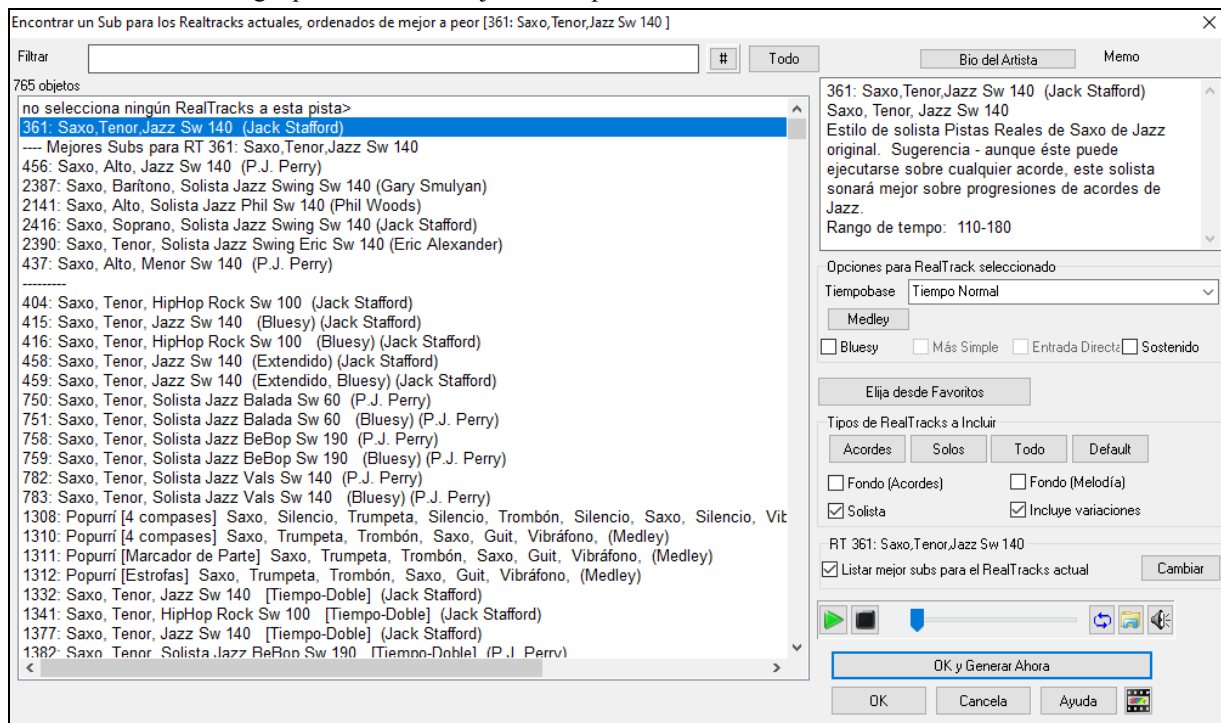 Encontrar un Sub para los Realtracks actuales, ordenados de mejor a peor [361: Saxo,Tenor,Jazz Sw 140 ]
Filtrar
#
Todo
765 objetos
no selecciona ningún RealTracks a esta pista>
361: Saxo,Tenor,Jazz Sw 140 (Jack Stafford)
---- Mejores Subs para RT 361: Saxo,Tenor,Jazz Sw 140
456: Saxo, Alto, Jazz Sw 140 (P.J. Perry)
2387: Saxo, Barítono, Solista Jazz Swing Sw 140 (Gary Smulyan)
2141: Saxo, Alto, Solista Jazz Phil Sw 140 (Phil Woods)
2416: Saxo, Soprano, Solista Jazz Swing Sw 140 (Jack Stafford)
2390: Saxo, Tenor, Solista Jazz Swing Eric Sw 140 (Eric Alexander)
437: Saxo, Alto, Menor Sw 140 (P.J. Perry)
---------
404: Saxo, Tenor, HipHop Rock Sw 100 (Jack Stafford)
415: Saxo, Tenor, Jazz Sw 140 (Bluesy) (Jack Stafford)
416: Saxo, Tenor, HipHop Rock Sw 100 (Bluesy) (Jack Stafford)
458: Saxo, Tenor, Jazz Sw 140 (Extendido) (Jack Stafford)
459: Saxo, Tenor, Jazz Sw 140 (Extendido, Bluesy) (Jack Stafford)
750: Saxo, Tenor, Solista Jazz Balada Sw 60 (P.J. Perry)
751: Saxo, Tenor, Solista Jazz Balada Sw 60 (Bluesy) (P.J. Perry)
758: Saxo, Tenor, Solista Jazz BeBop Sw 190 (P.J. Perry)
759: Saxo, Tenor, Solista Jazz BeBop Sw 190 (Bluesy) (P.J. Perry)
782: Saxo, Tenor, Solista Jazz Vals Sw 140 (P.J. Perry)
783: Saxo, Tenor, Solista Jazz Vals Sw 140 (Bluesy) (P.J. Perry)
1308: Popurrí [4 compases] Saxo, Silencio, Trumpeta, Silencio, Trombón, Silencio, Saxo, Silencio, Vib
1310: Popurrí [4 compases] Saxo, Trumpeta, Trombón, Saxo, Guit, Vibráfono, (Medley)
1311: Popurrí [Marcador de Parte] Saxo, Trumpeta, Trombón, Saxo, Guit, Vibráfono, (Medley)
1312: Popurrí [Estrofas] Saxo, Trumpeta, Trombón, Saxo, Guit, Vibráfono, (Medley)
1332: Saxo, Tenor, Jazz Sw 140 [Tiempo-Doble] (Jack Stafford)
1341: Saxo, Tenor, HipHop Rock Sw 100 [Tiempo-Doble] (Jack Stafford)
1377: Saxo, Tenor, Jazz Sw 140 [Tiempo-Doble] (Jack Stafford)
1382: Saxo, Tenor, Solista Jazz BeBop Sw 190 [Tiempo-Doble] (P.J. Perry)
Bio del Artista
Memo
361: Saxo,Tenor,Jazz Sw 140 (Jack Stafford)
Saxo, Tenor, Jazz Sw 140
Estilo de solista Pistas Reales de Saxo de Jazz
original. Sugerencia - aunque éste puede
ejecutarse sobre cualquier acorde, este solista
sonará mejor sobre progresiones de acordes de
Jazz.
Rango de tempo: 110-180
Opciones para RealTrack seleccionado
Tiempobase
Tiempo Normal
Medley
Bluesy
Más Simple
Entrada Directa
Sostenido
Elija desde Favoritos
Tipos de RealTracks a Incluir
Acordes
Solos
Todo
Default
Fondo (Acordes)
Fondo (Melodía)
Solista
Incluye variaciones
RT 361: Saxo,Tenor,Jazz Sw 140
Listar mejor subs para el RealTracks actual
Cambiar
OK y Generar Ahora
OK
Cancela
Ayuda